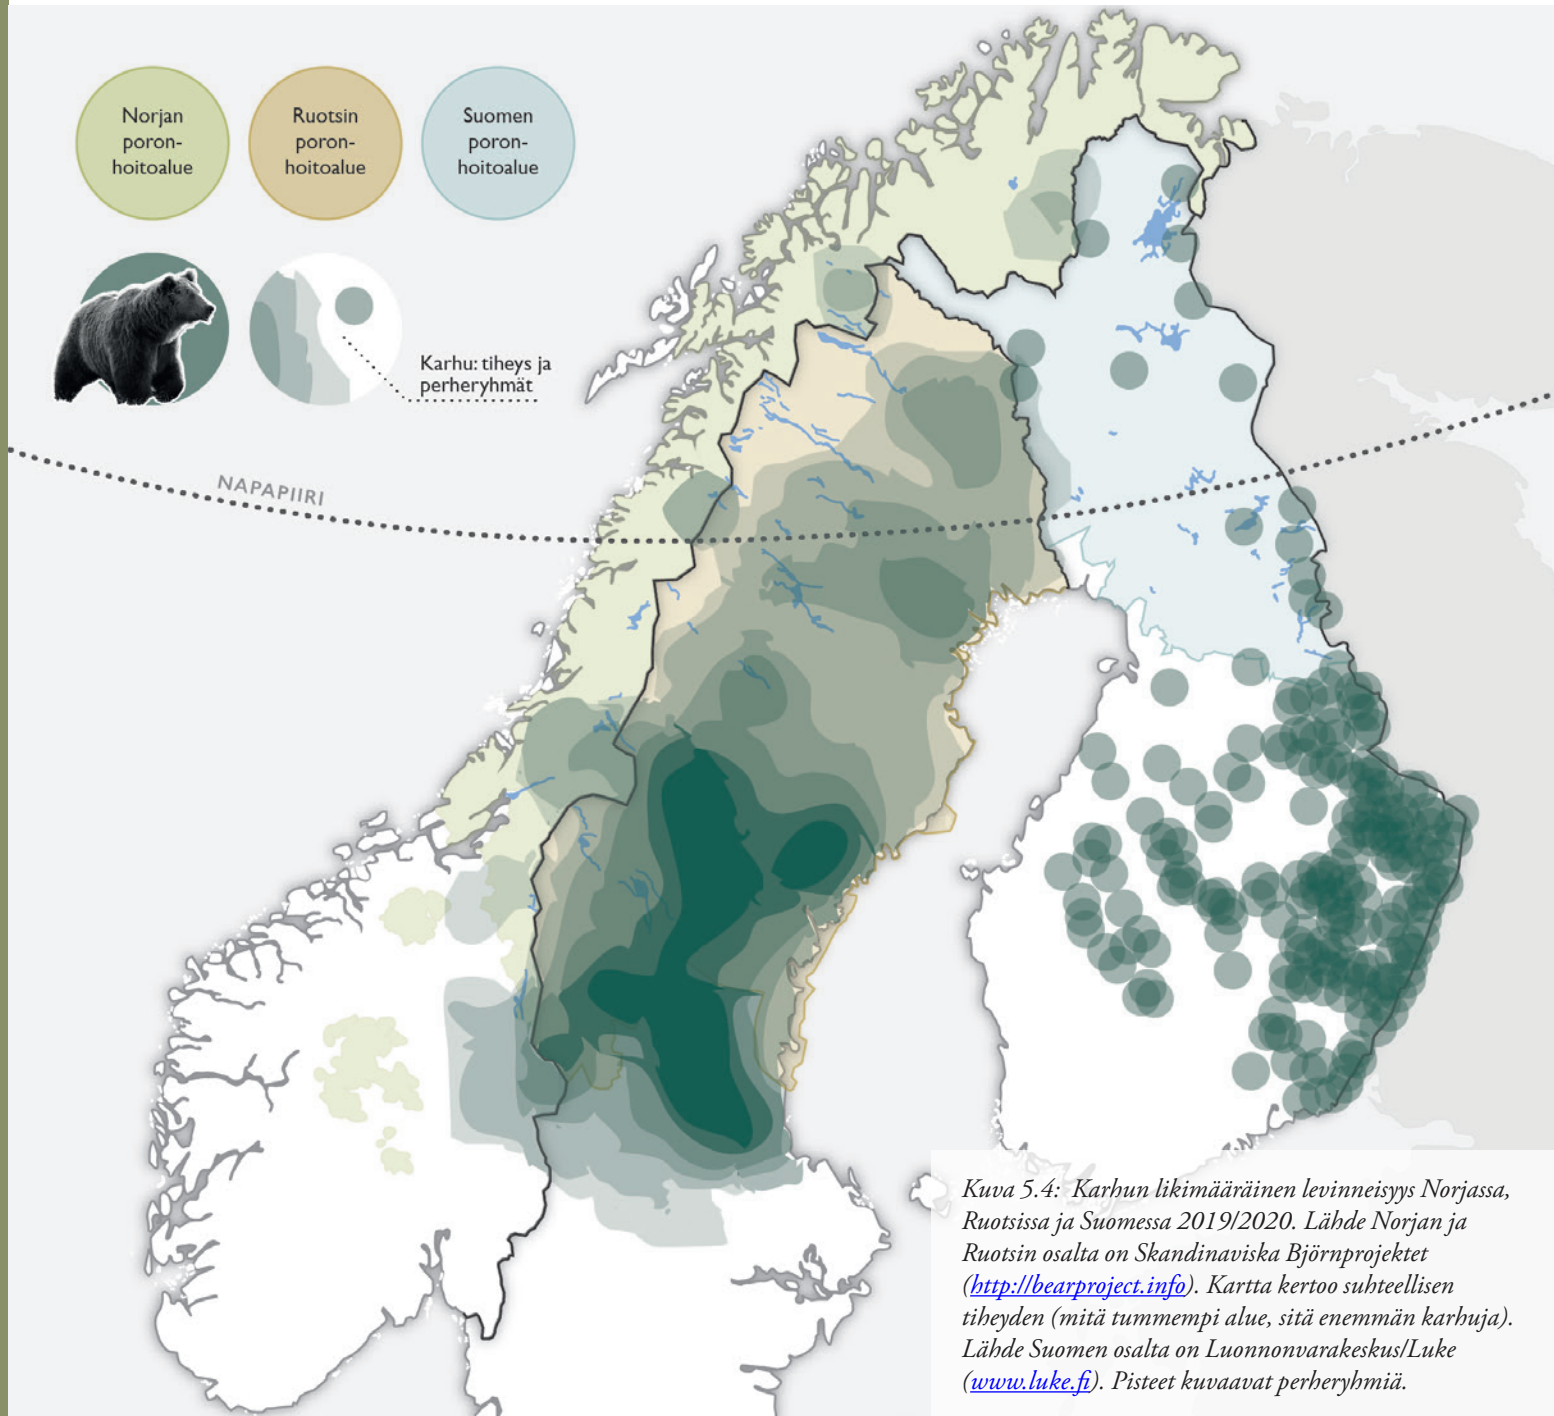 Norjan
poron-
hoitoalue
Ruotsin
poron-
hoitoalue
Suomen
poron-
hoitoalue
Karhu: tiheys ja
perheryhmät
NAPAPIIRI
Kuva 5.4: Karhun likimääräinen levinneisyys Norjassa,
Ruotsissa ja Suomessa 2019/2020. Lähde Norjan ja
Ruotsin osalta on Skandinaviska Björnprojektet
(http://bearproject.info). Kartta kertoo suhteellisen
tiheyden (mitä tummempi alue, sitä enemmän karhuja).
Lähde Suomen osalta on Luonnonvarakeskus/Luke
(www.luke.fi). Pisteet kuvaavat perheryhmiä.